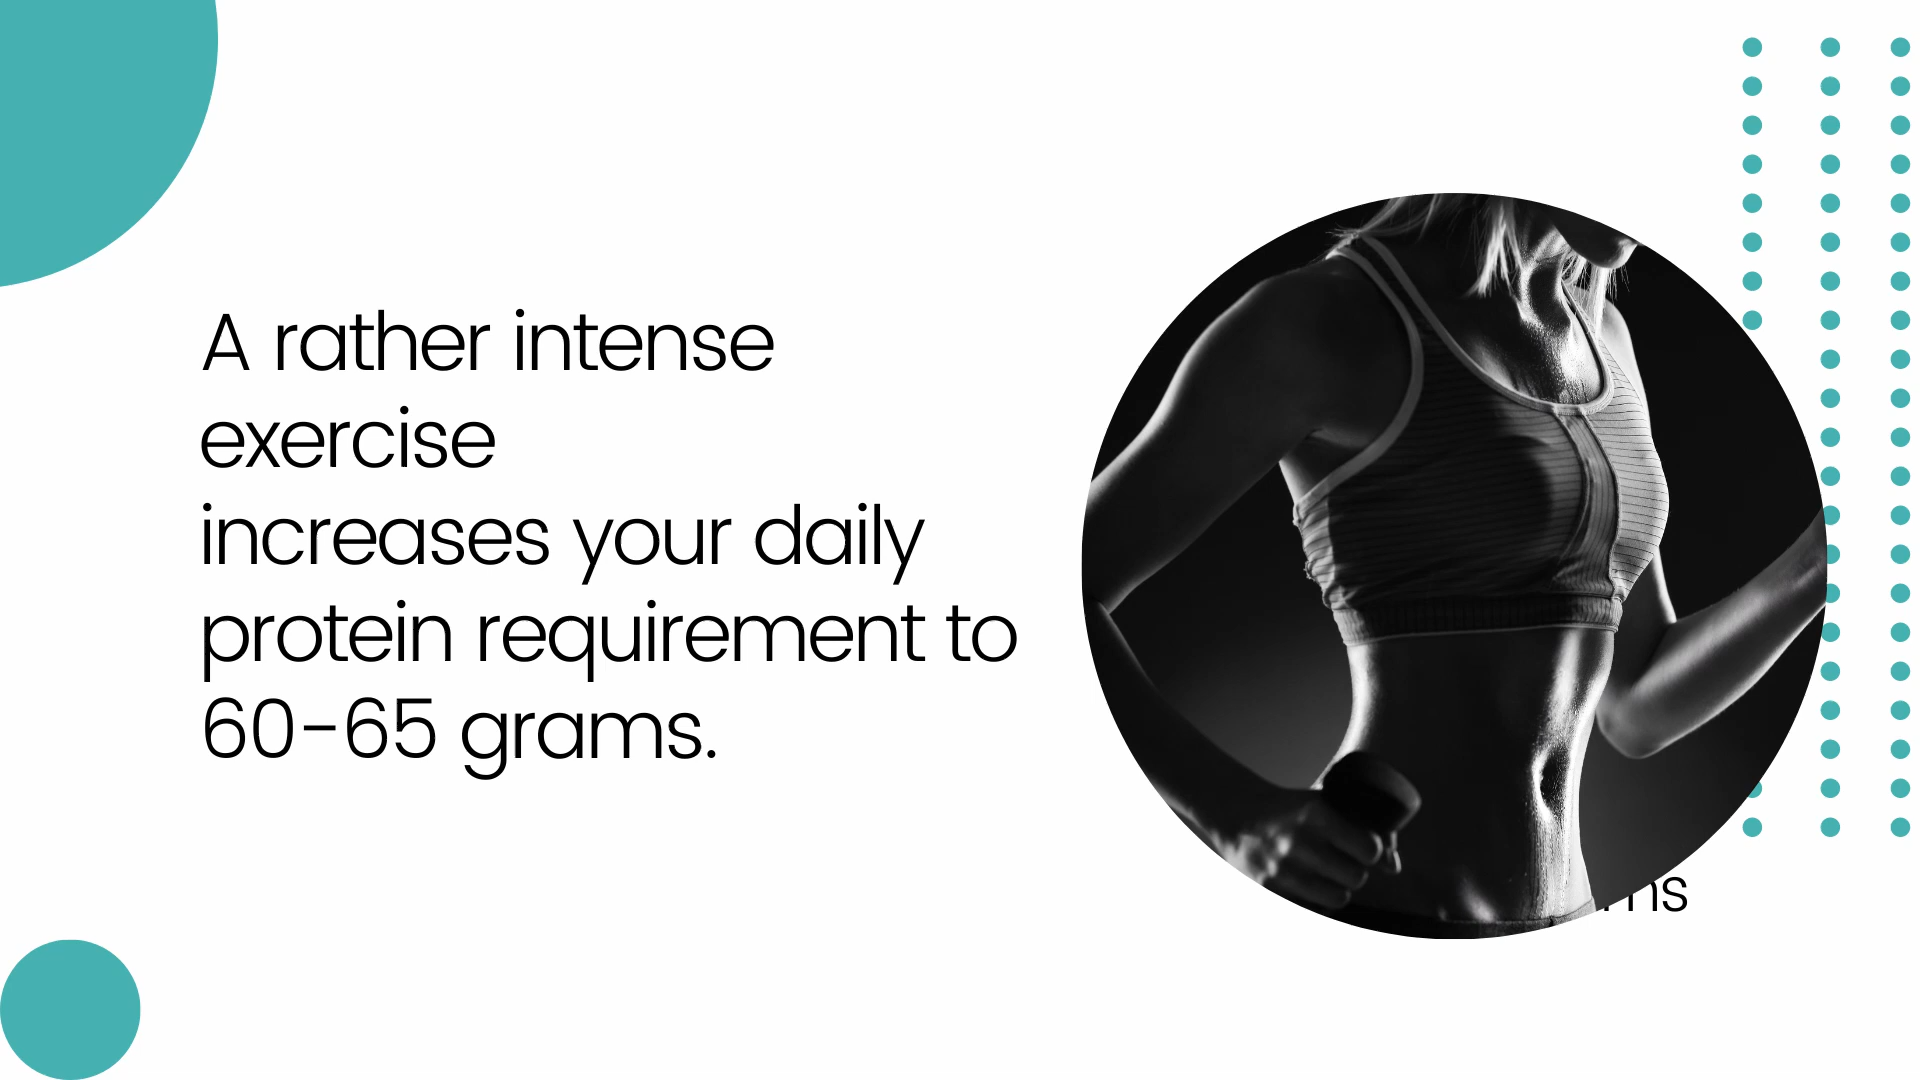 A rather intense
exercise
increases your daily
protein requirement to
60-65 grams.